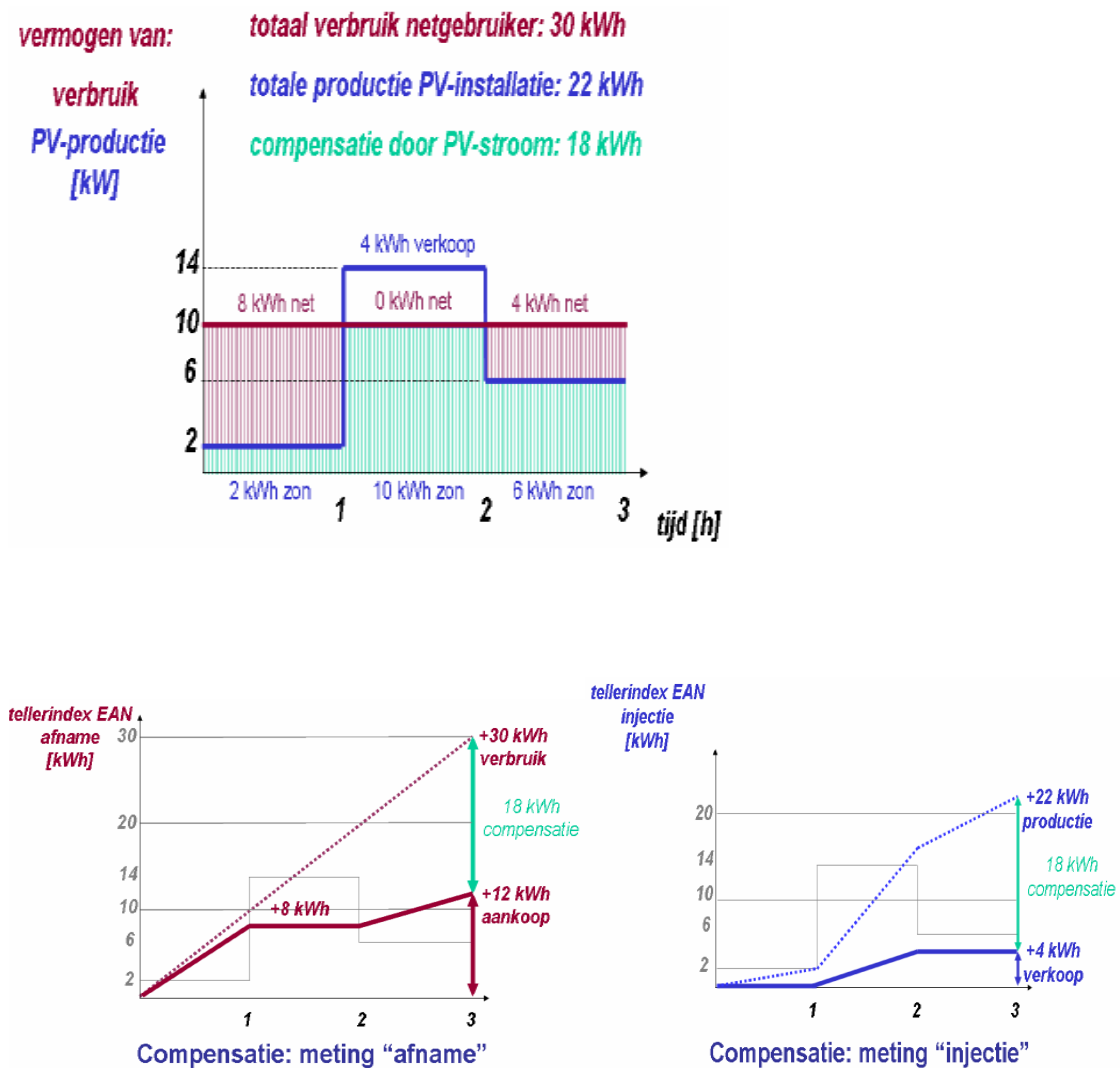 vermogen van:
verbruik
PV-productie
[kW]
totaal verbruik netgebruiker: 30 kWh
totale productie PV-installatie: 22 kWh
compensatie door PV-stroom: 18 kWh
4 kWh verkoop
14
8 kWh net
0 kWh net
4 kWh net
10
6
2
2 kWh zon
10 kWh zon
6 kWh zon
1
2
3
tijd [h]
tellerindex EAN
afname
[kWh]
30
+30 kWh
verbruik
18 kWh
compensatie
20
14
10
6
2
+8 kWh
+12 kWh
aankoop
1
2
3
Compensatie: meting “afname”
tellerindex EAN
injectie
[kWh]
20
14
10
6
2
+22 kWh
productie
18 kWh
compensatie
+4 kWh
verkoop
1
2
3
Compensatie: meting “injectie”